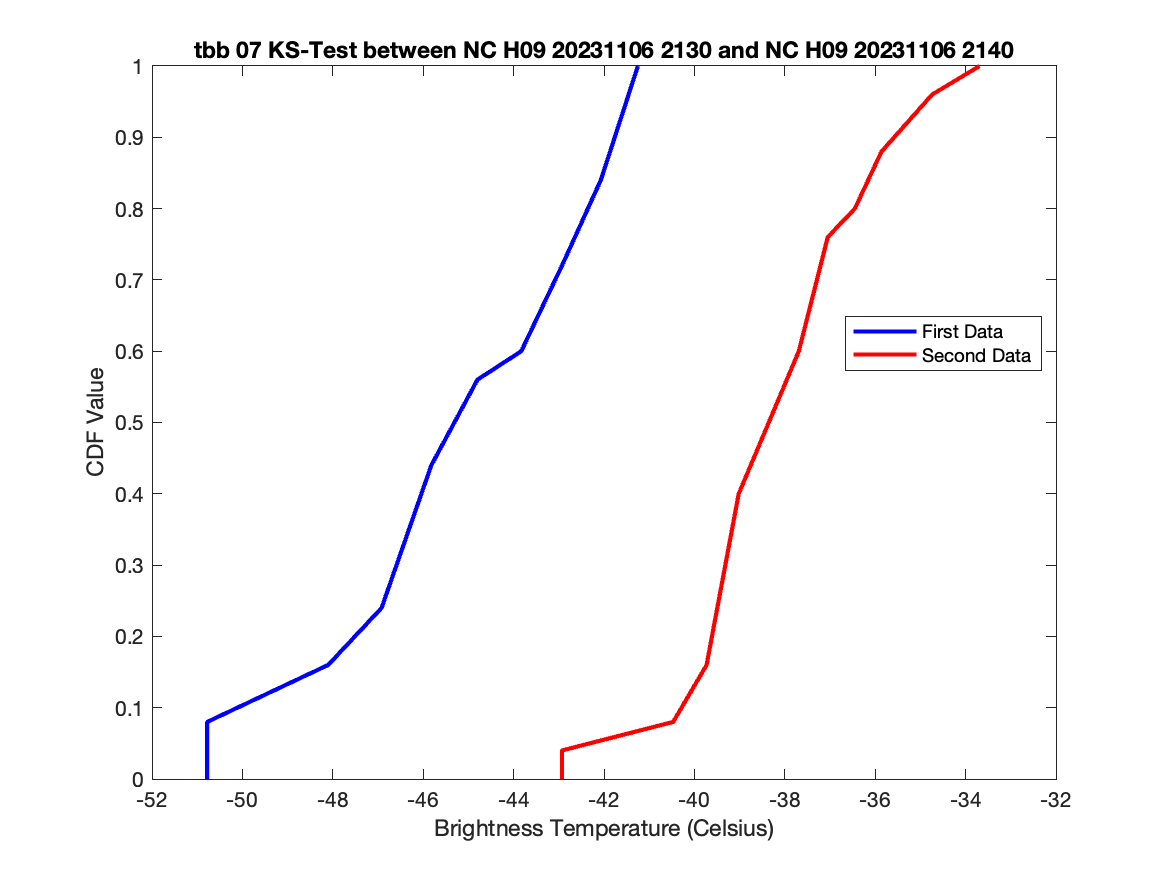 tbb 07 KS-Test between NC H09 20231106 2130 and NC H09 20231106 2140
1
0.9
0.8
0.7
0.6
0.5
0.4
0.3
0.2
0.1
0
CDF Value
First Data
Second Data
-52 -50 -48 -46 -44 -42 -40 -38 -36 -34 -32
Brightness Temperature (Celsius)